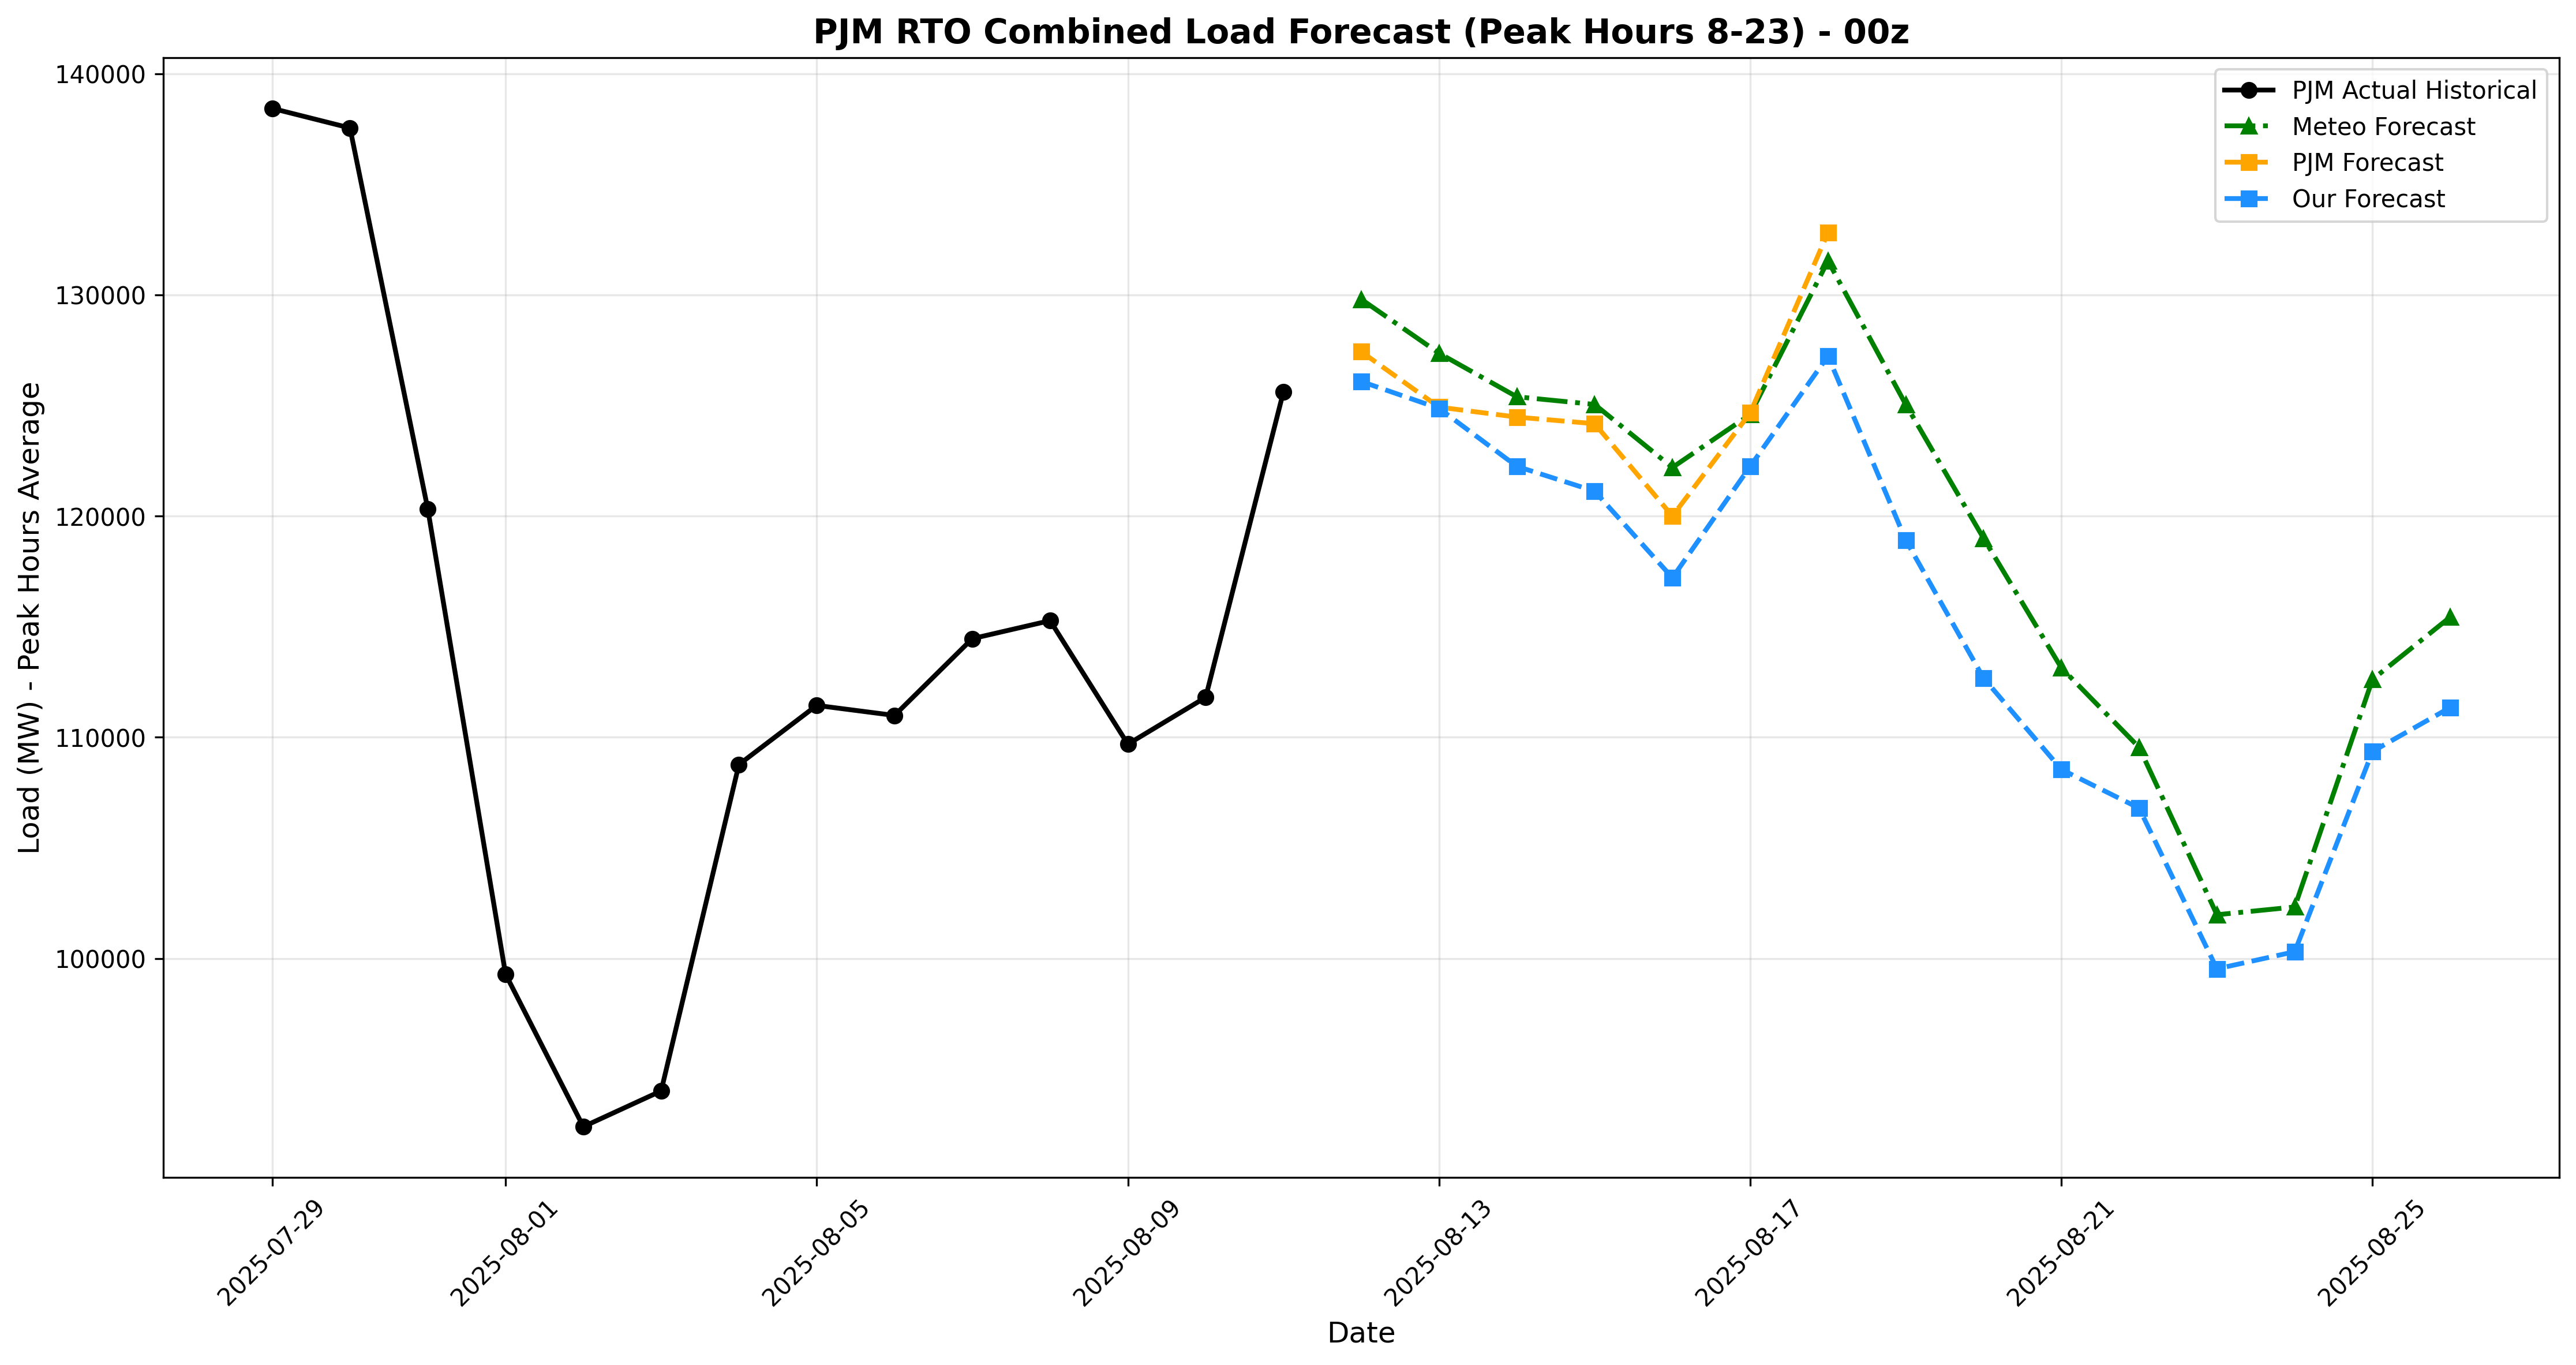 PJM RTO Combined Load Forecast (Peak Hours 8-23) - 00z
140000
130000
120000
110000
100000
Load (MW) - Peak Hours Average
PJM Actual Historical
Meteo Forecast
PJM Forecast
Our Forecast
2025-07-29
2025-08-01
2025-08-05
2025-08-09
2025-08-13
2025-08-17
2025-08-21
2025-08-25
Date